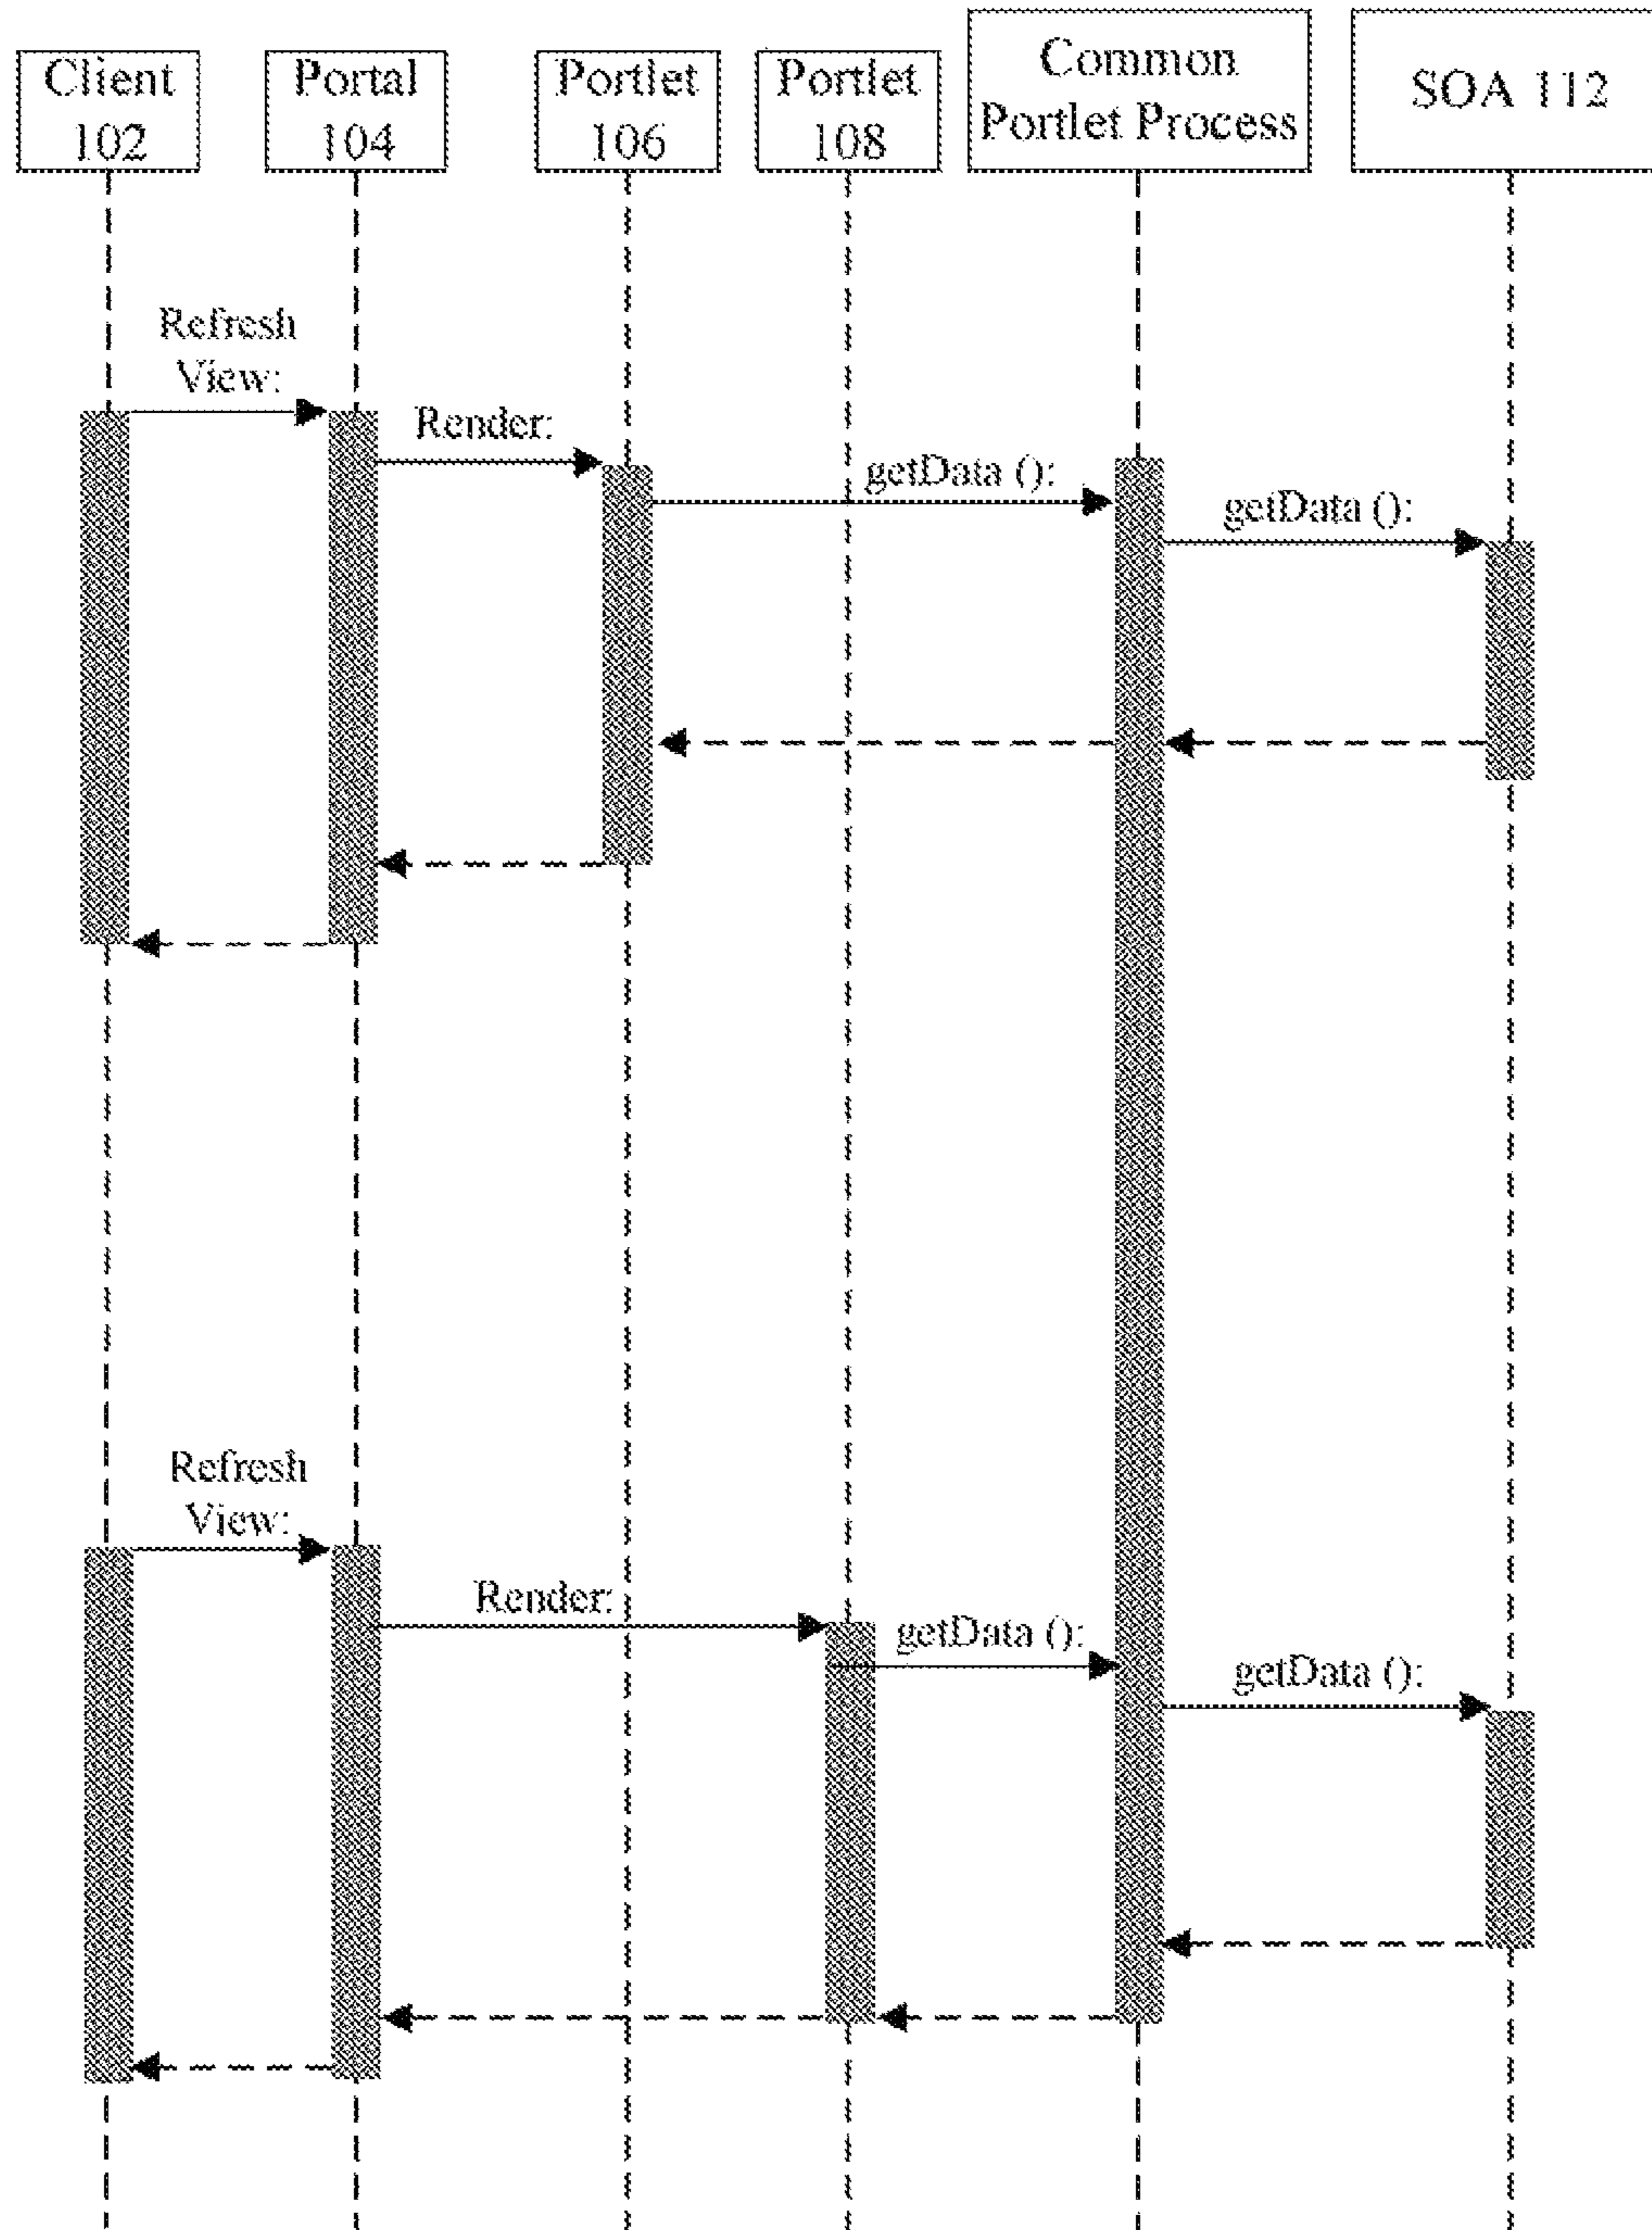 Client
102
Portal
104
Portlet
106
Portlet
108
Common
Portlet Process
SOA 112
Refresh
View:
Render:
getData ():
getData ():
Refresh
View:
Render:
getData ():
getData ():